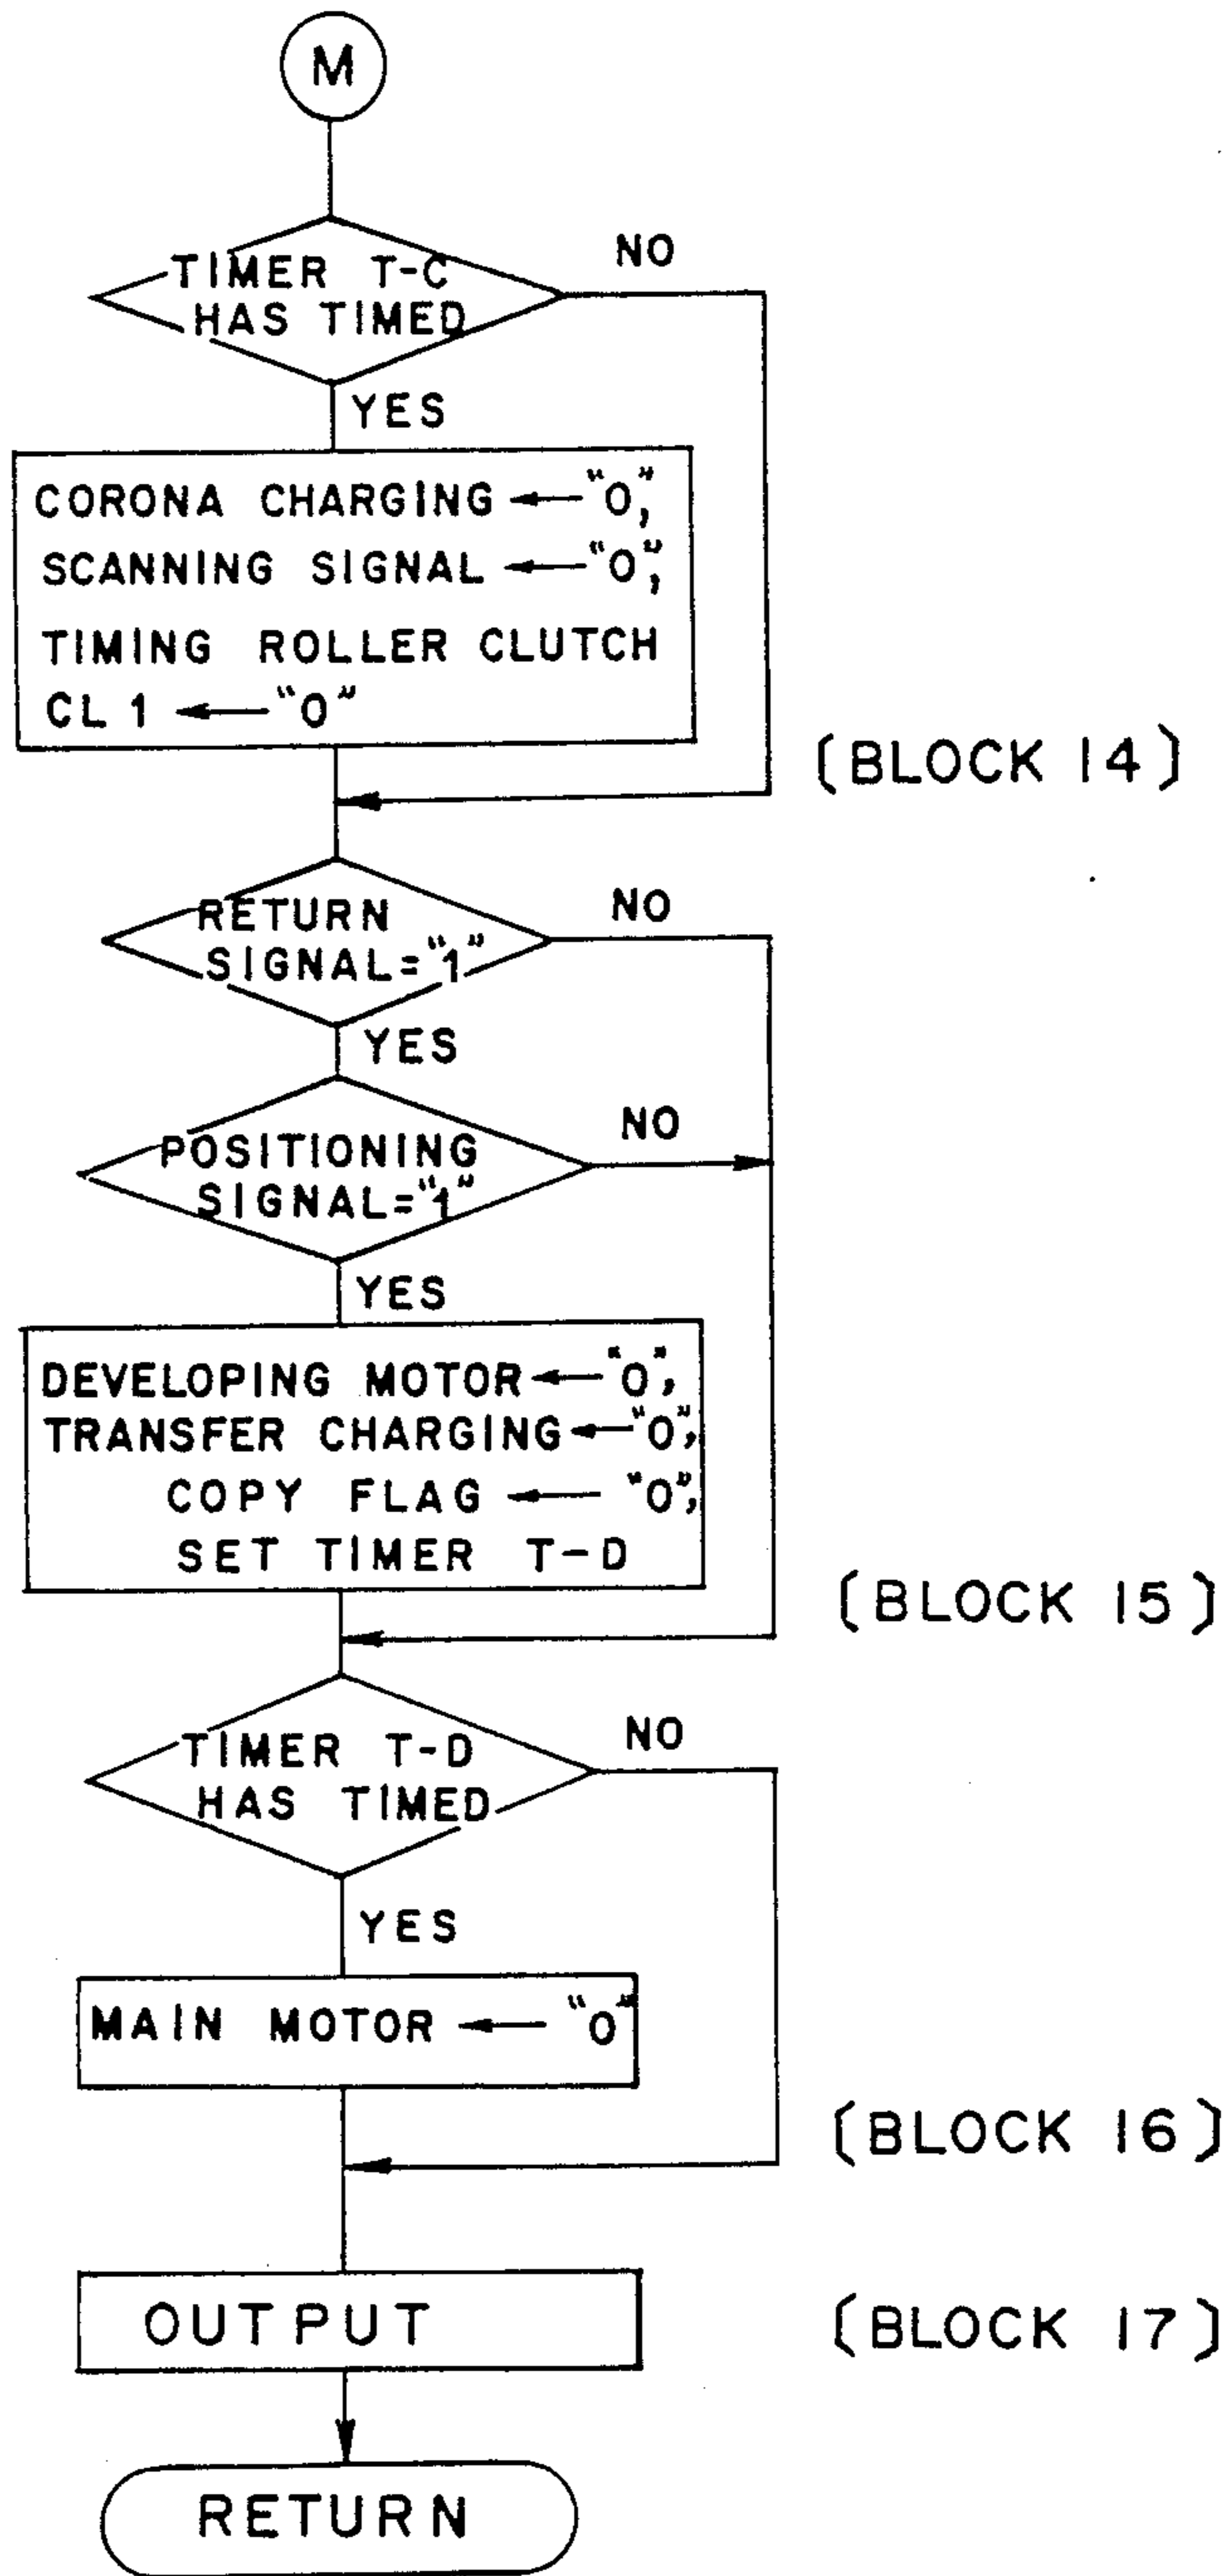 M
TIMER T-C
HAS TIMED
NO
YES
CORONA CHARGING ← "0",
SCANNING SIGNAL ← "0",
TIMING ROLLER CLUTCH
CL 1 ← "0"
(BLOCK 14)
RETURN
SIGNAL="1"
NO
YES
POSITIONING
SIGNAL="1"
NO
YES
DEVELOPING MOTOR ← "0",
TRANSFER CHARGING ← "0",
COPY FLAG ← "0",
SET TIMER T-D
(BLOCK 15)
TIMER T-D
HAS TIMED
NO
YES
MAIN MOTOR ← "0"
(BLOCK 16)
OUTPUT
(BLOCK 17)
RETURN